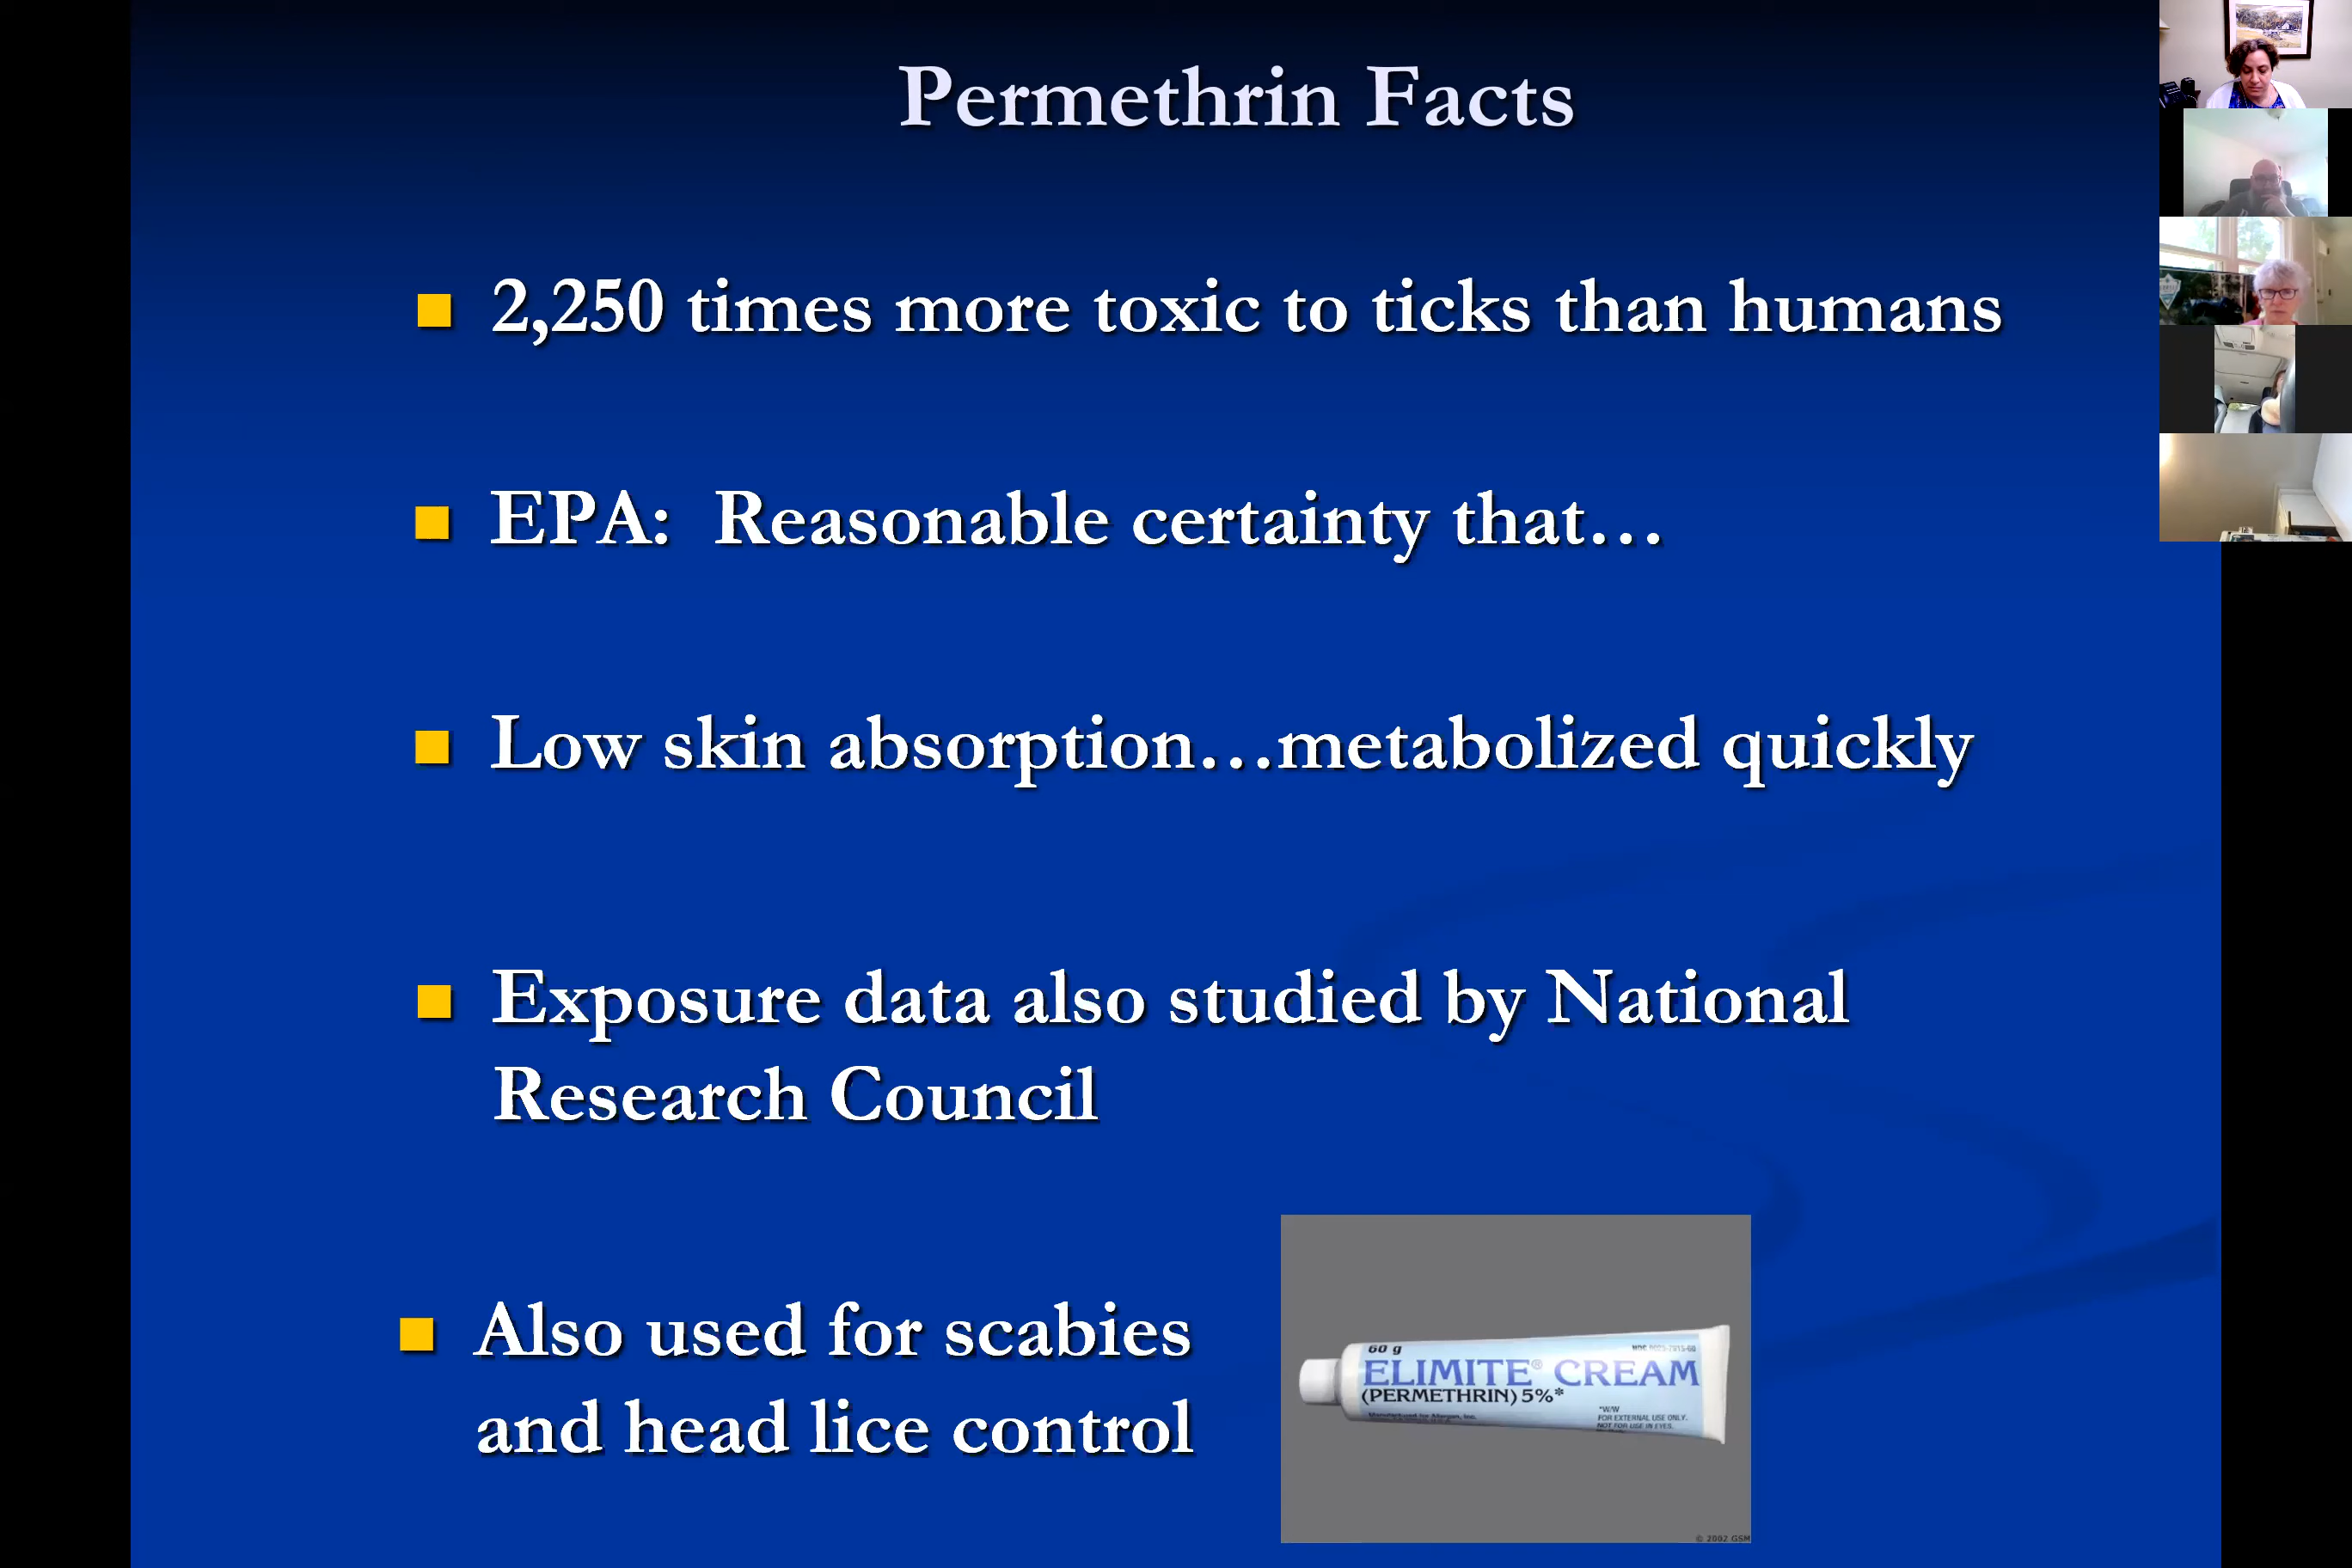 Permethrin Facts
2,250 times more toxic to ticks than humans
EPA: Reasonable certainty that…
Low skin absorption…metabolized quickly
Exposure data also studied by National
Research Council
Also used for scabies
and head lice control
60 g
ELIMITE® CREAM
(PERMETHRIN) 5%*
*W/W
FOR EXTERNAL USE ONLY.
NOT FOR USE IN EYES.
© 2002 GSM